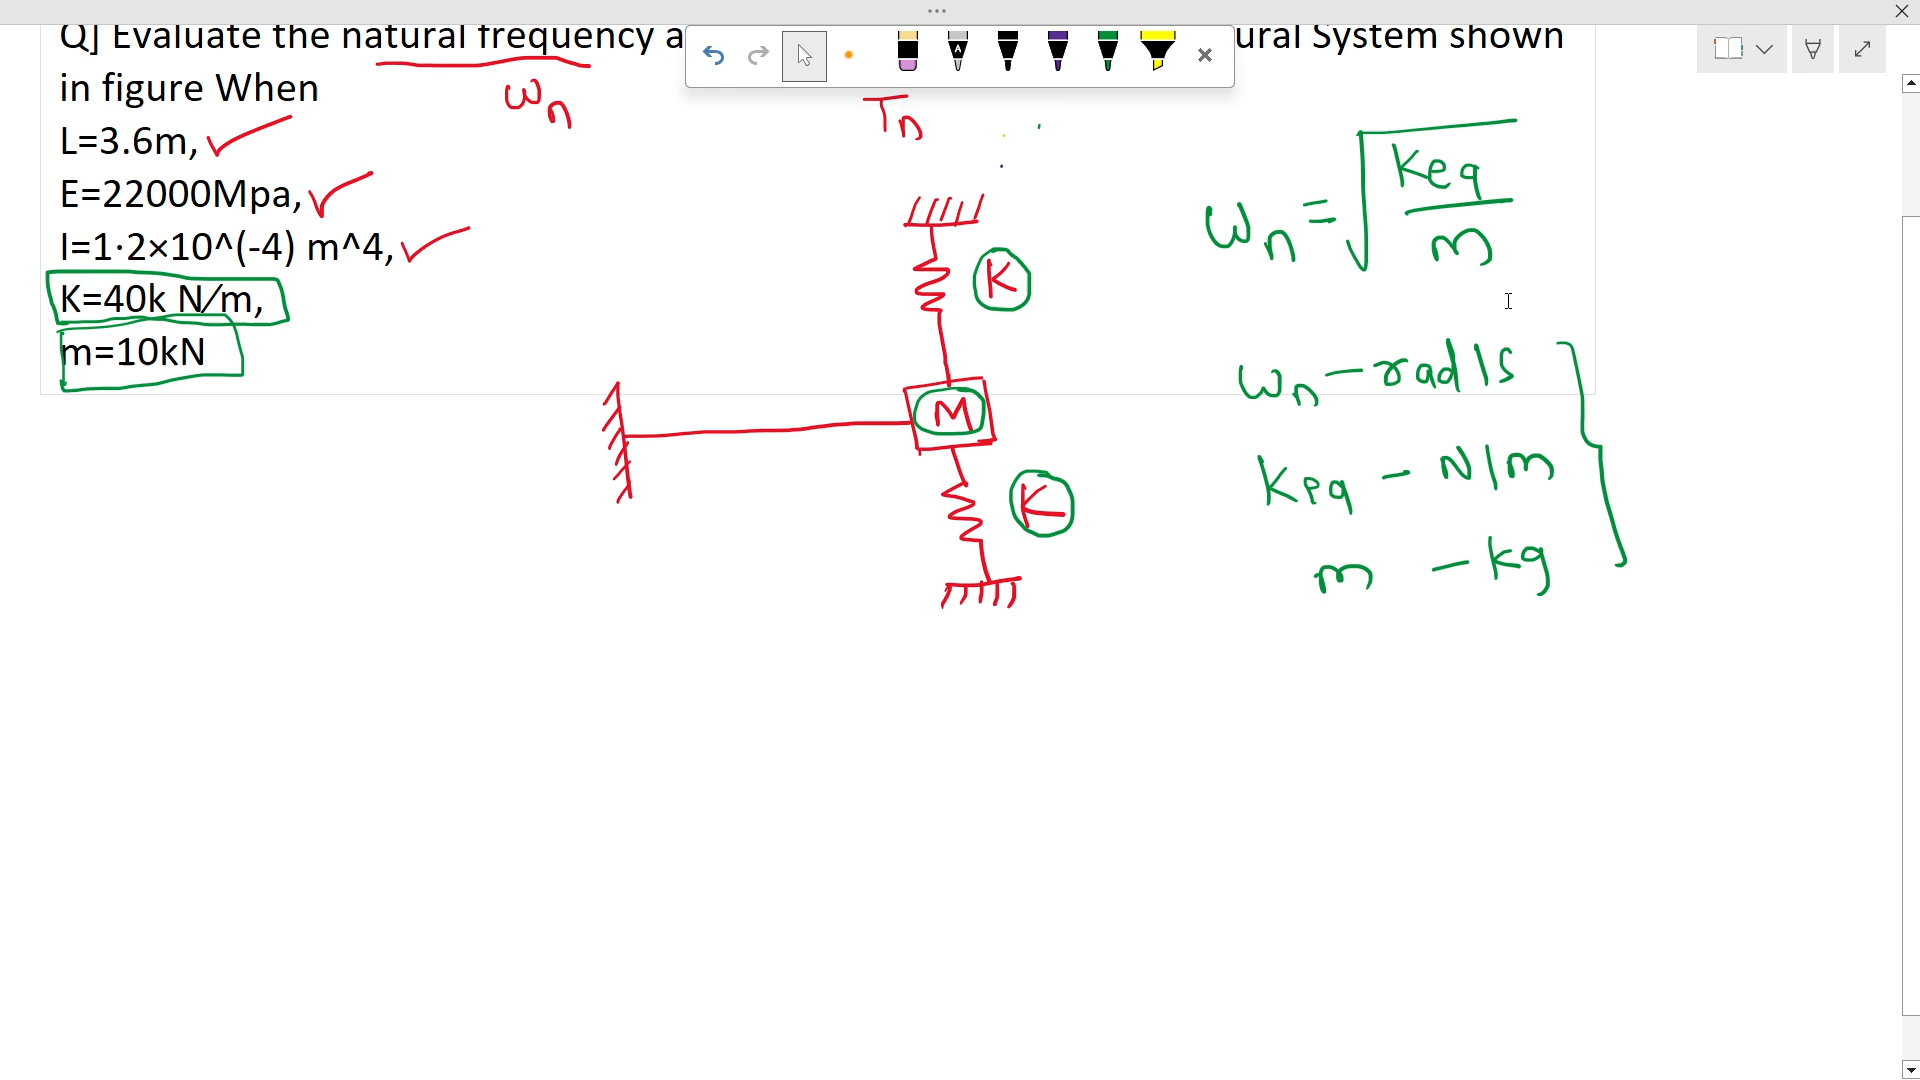 Q] Evaluate the natural frequency a
ural System shown
in figure When
ωn
Tn
L=3.6m,
E=22000Mpa,
I=1·2×10^(-4) m^4,
K=40k N/m,
m=10kN
K
M
K
ωn = √Keq/m
ωn - rad/s
Keq - N/m
m - kg